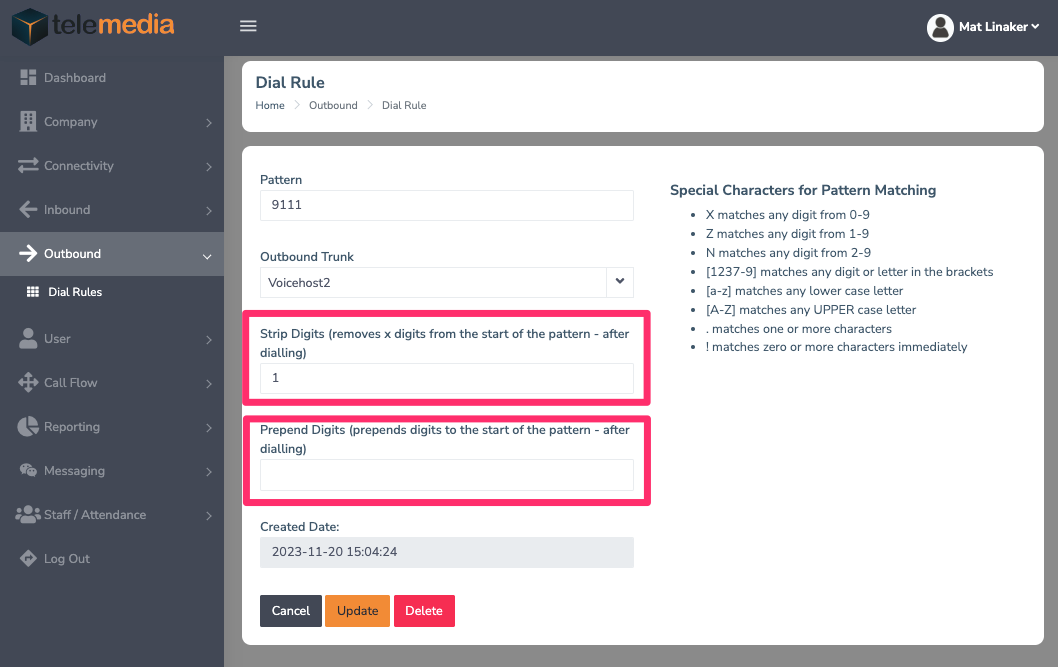 telemedia
Mat Linaker
Dashboard
Company
Connectivity
Inbound
Outbound
Dial Rules
User
Call Flow
Reporting
Messaging
Staff / Attendance
Log Out
Dial Rule
Home Outbound Dial Rule
Pattern
9111
Outbound Trunk
Voicehost2
Strip Digits (removes x digits from the start of the pattern - after
dialling)
1
Prepend Digits (prepends digits to the start of the pattern - after
dialling)
Created Date:
2023-11-20 15:04:24
Cancel Update Delete
Special Characters for Pattern Matching
X matches any digit from 0-9
Z matches any digit from 1-9
N matches any digit from 2-9
[1237-9] matches any digit or letter in the brackets
[a-z] matches any lower case letter
[A-Z] matches any UPPER case letter
. matches one or more characters
! matches zero or more characters immediately